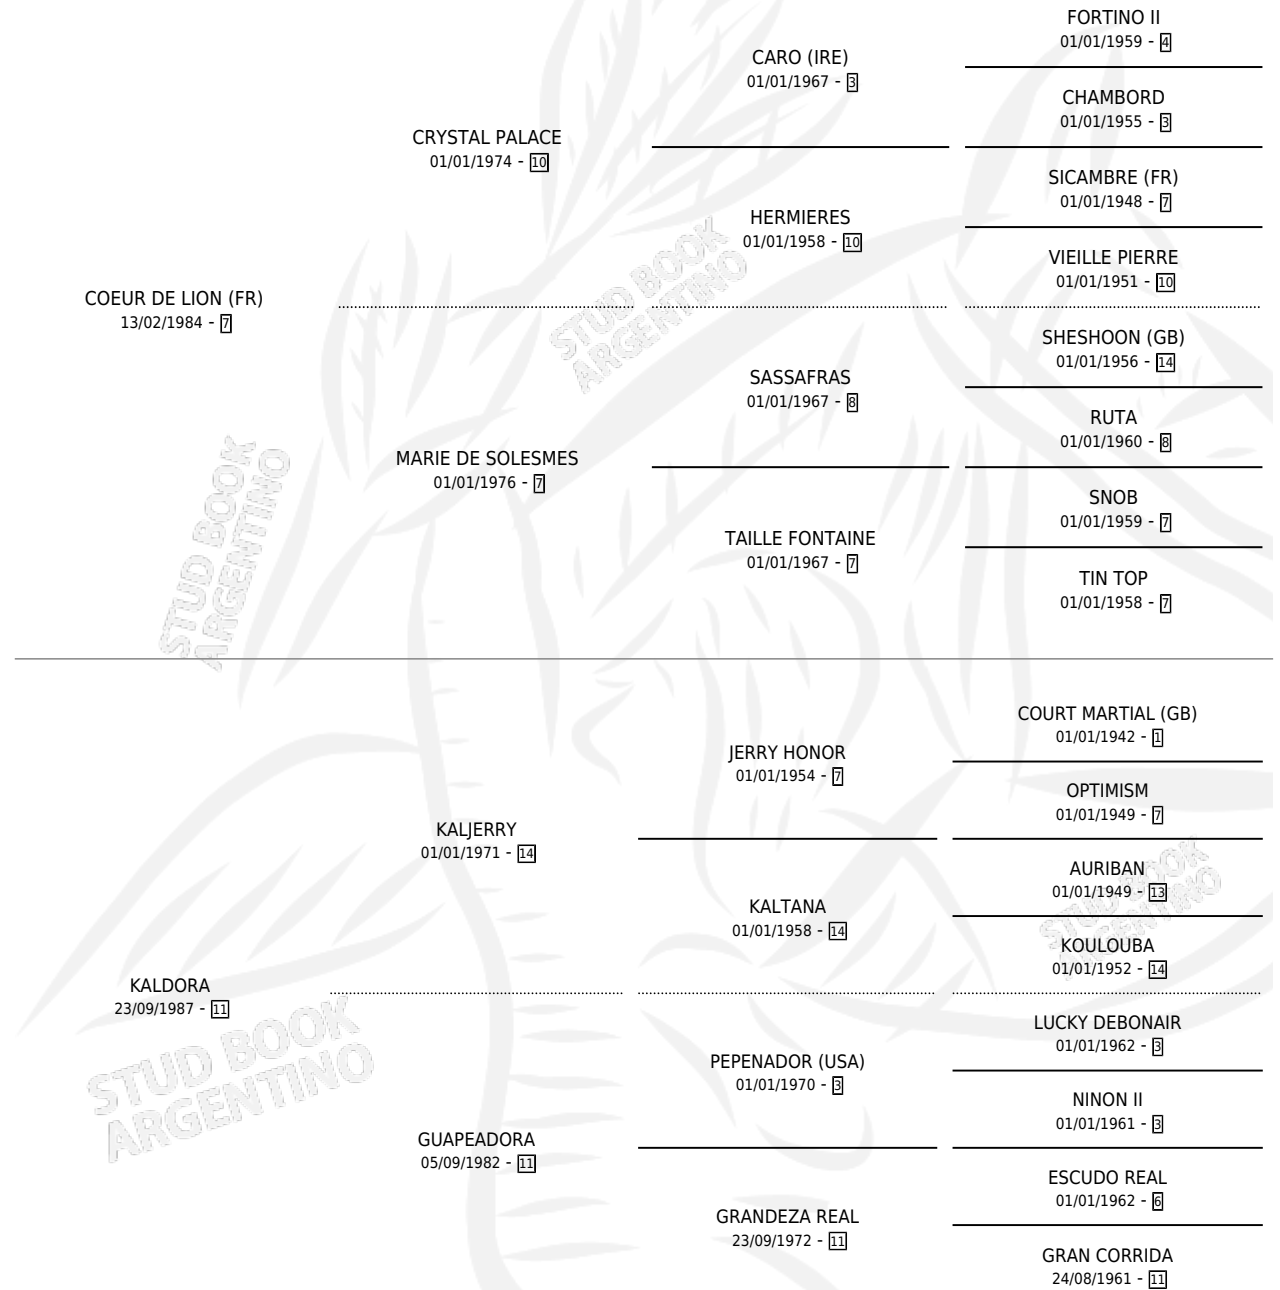 FORTINO II
01/01/1959 - 4
CARO (IRE)
01/01/1967 - 3
CHAMBORD
01/01/1955 - 3
CRYSTAL PALACE
01/01/1974 - 10
SICAMBRE (FR)
01/01/1948 - 7
HERMIERES
01/01/1958 - 10
VIEILLE PIERRE
01/01/1951 - 10
COEUR DE LION (FR)
13/02/1984 - 7
STUD BOOK
ARGENTINO
SHESHOON (GB)
01/01/1956 - 14
SASSAFRAS
01/01/1967 - 8
RUTA
01/01/1960 - 8
MARIE DE SOLESMES
01/01/1976 - 7
SNOB
01/01/1959 - 7
TAILLE FONTAINE
01/01/1967 - 7
TIN TOP
01/01/1958 - 7
STUD BOOK
ARGENTINO
COURT MARTIAL (GB)
01/01/1942 - 1
JERRY HONOR
01/01/1954 - 7
OPTIMISM
01/01/1949 - 7
KALJERRY
01/01/1971 - 14
AURIBAN
01/01/1949 - 13
KALTANA
01/01/1958 - 14
STUD BOOK
ARGENTINO
KOULOUBA
01/01/1952 - 14
KALDORA
23/09/1987 - 11
LUCKY DEBONAIR
01/01/1962 - 3
STUD BOOK
ARGENTINO
PEPENADOR (USA)
01/01/1970 - 3
NINON II
01/01/1961 - 3
GUAPEADORA
05/09/1982 - 11
ESCUDO REAL
01/01/1962 - 6
GRANDEZA REAL
23/09/1972 - 11
GRAN CORRIDA
24/08/1961 - 11